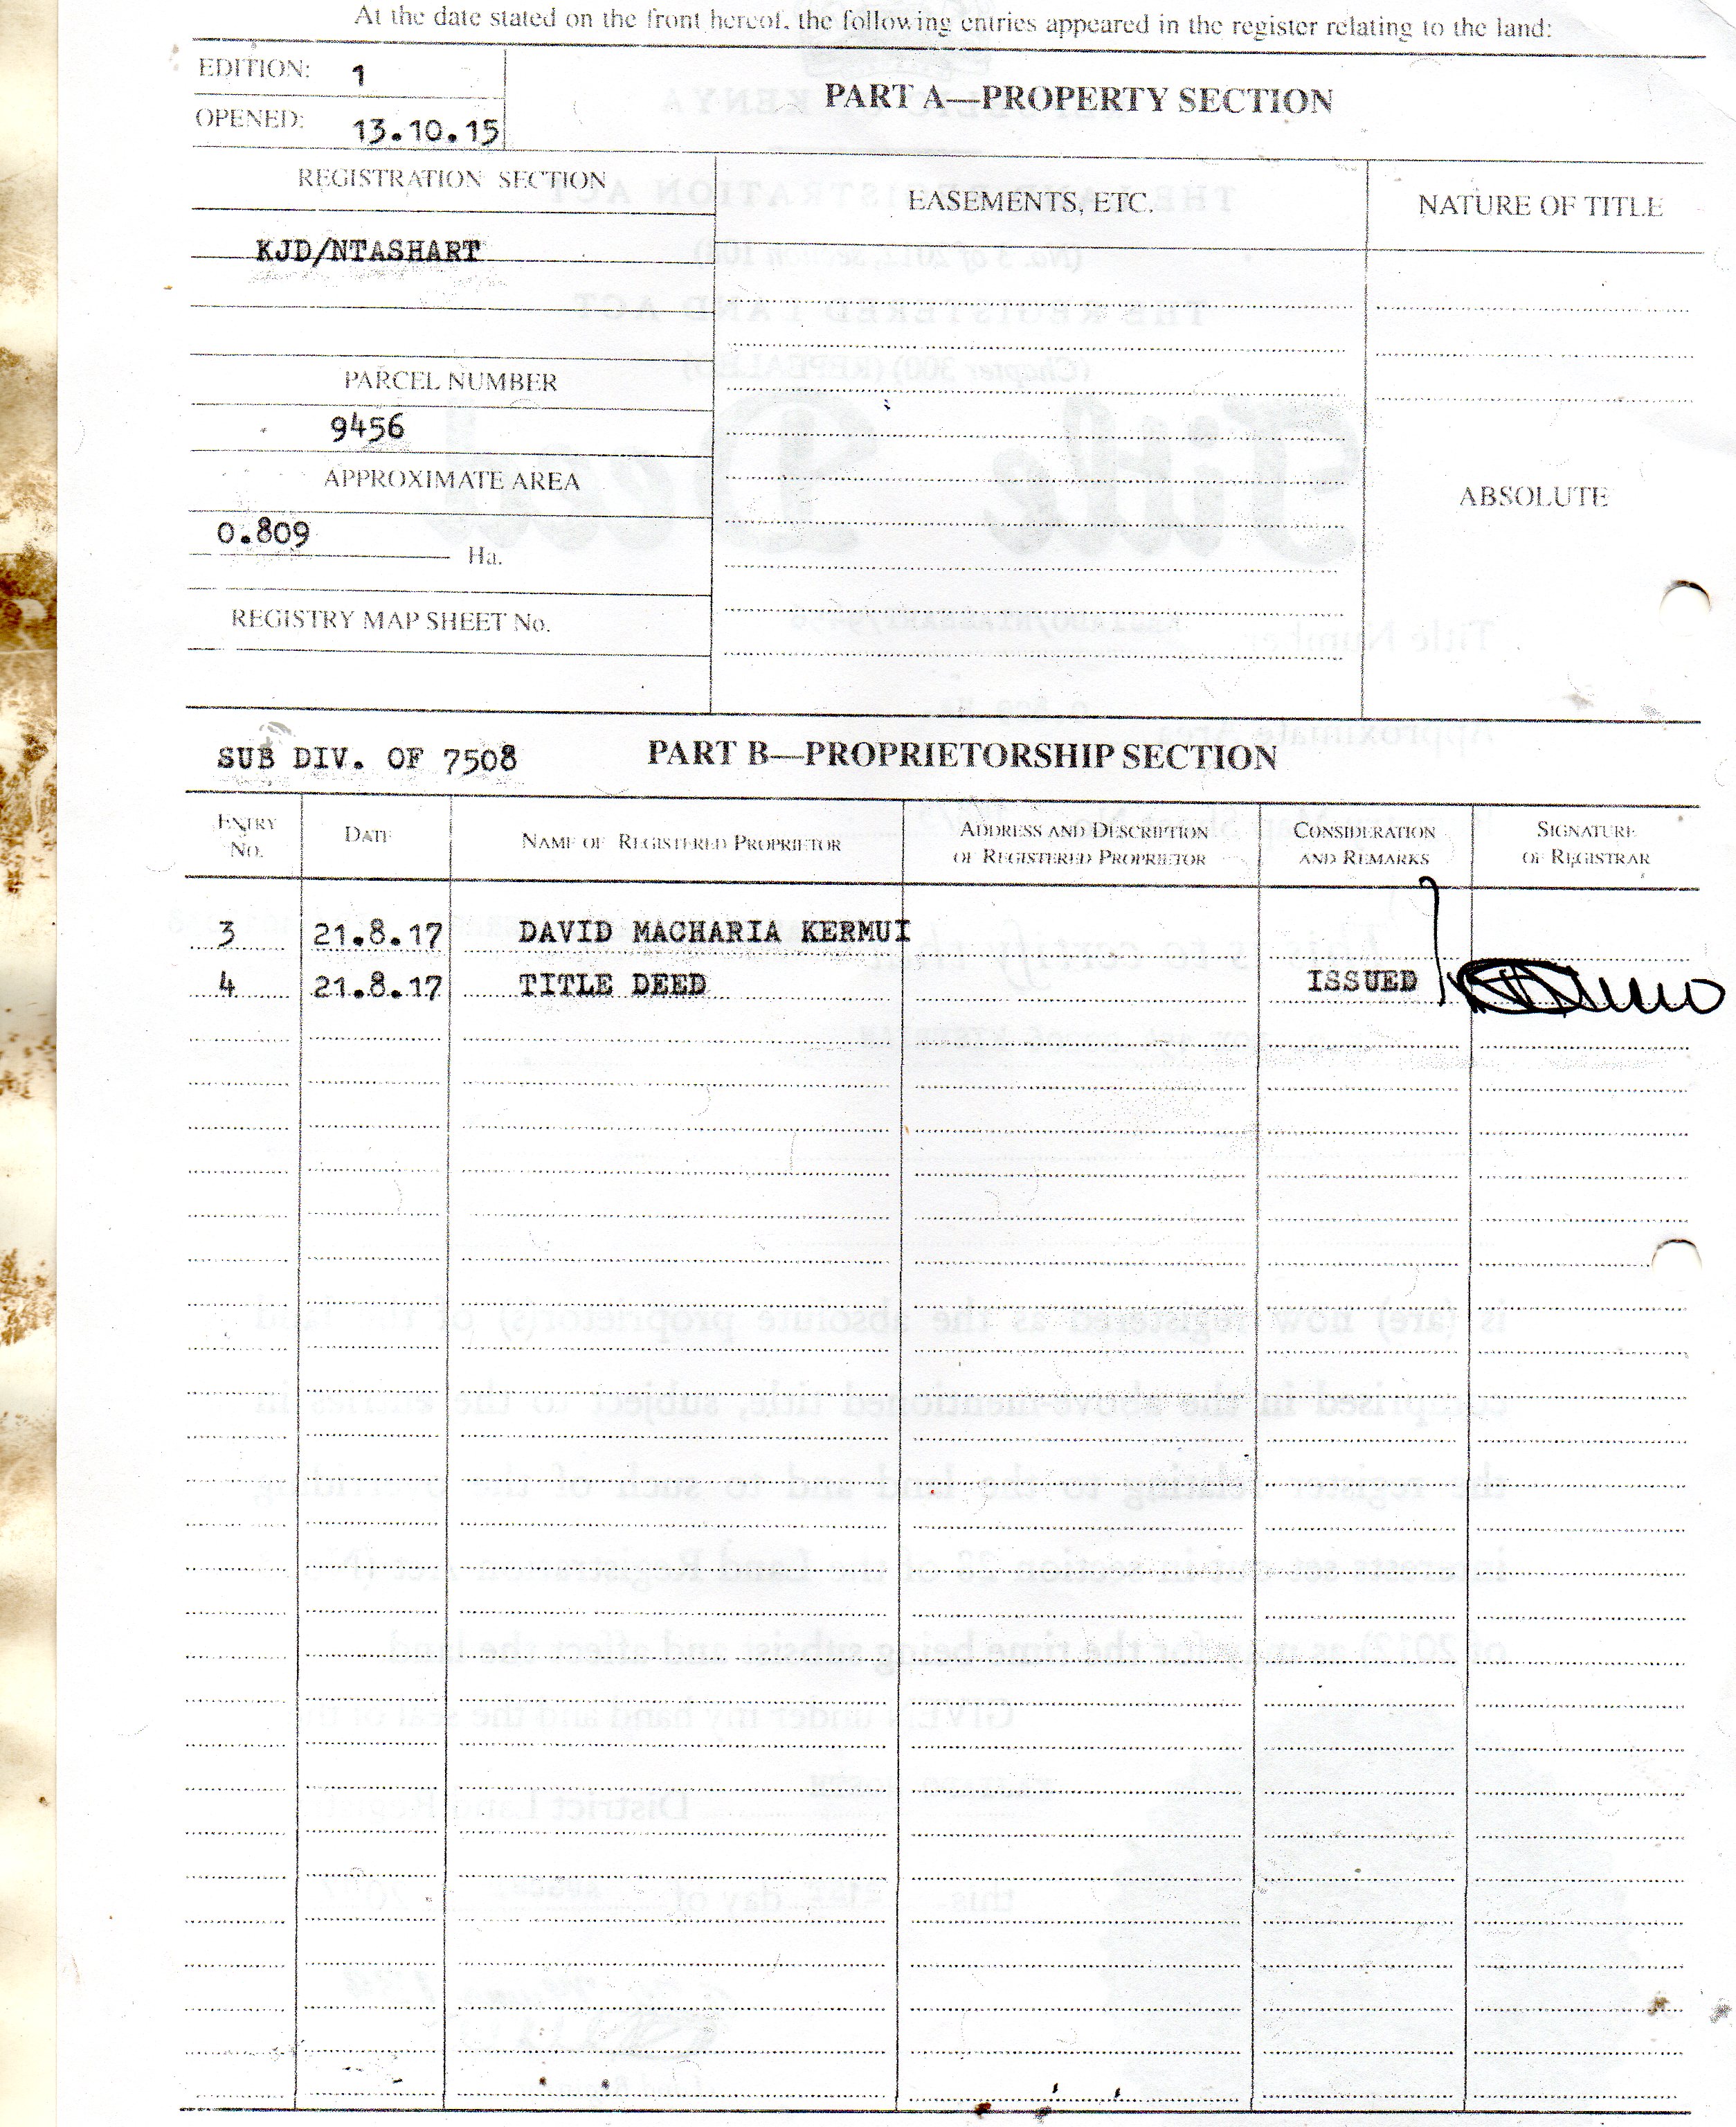 At the date stated on the front hereof, the following entries appeared in the register relating to the land:
EDITION: 1
OPENED: 13.10.15
PART A—PROPERTY SECTION
REGISTRATION SECTION
KJD/NTASHART
PARCEL NUMBER
9456
APPROXIMATE AREA
0.809 Ha.
REGISTRY MAP SHEET No.
EASEMENTS, ETC.
NATURE OF TITLE
ABSOLUTE
SUB DIV. OF 7508
PART B—PROPRIETORSHIP SECTION
ENTRY NO.
DATE
NAME OF REGISTERED PROPRIETOR
ADDRESS AND DESCRIPTION
OF REGISTERED PROPRIETOR
CONSIDERATION
AND REMARKS
SIGNATURE
OF REGISTRAR
3 21.8.17 DAVID MACHARIA KERMUI
4 21.8.17 TITLE DEED ISSUED